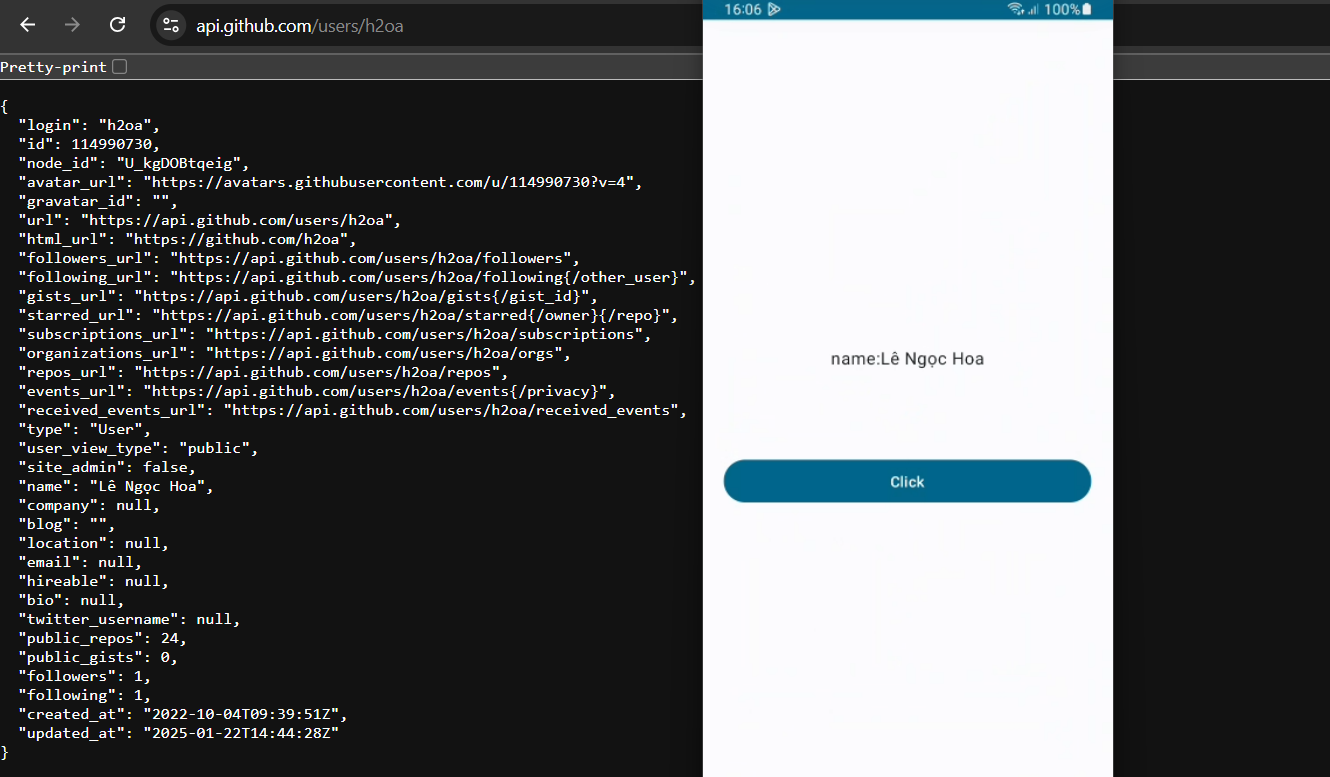 api.github.com/users/h2oa
Pretty-print
{
"login": "h2oa",
"id": 114990730,
"node_id": "U_kgDOBtqeig",
"avatar_url": "https://avatars.githubusercontent.com/u/114990730?v=4",
"gravatar_id": "",
"url": "https://api.github.com/users/h2oa",
"html_url": "https://github.com/h2oa",
"followers_url": "https://api.github.com/users/h2oa/followers",
"following_url": "https://api.github.com/users/h2oa/following{/other_user}",
"gists_url": "https://api.github.com/users/h2oa/gists{/gist_id}",
"starred_url": "https://api.github.com/users/h2oa/starred{/owner}{/repo}",
"subscriptions_url": "https://api.github.com/users/h2oa/subscriptions",
"organizations_url": "https://api.github.com/users/h2oa/orgs",
"repos_url": "https://api.github.com/users/h2oa/repos",
"events_url": "https://api.github.com/users/h2oa/events{/privacy}",
"received_events_url": "https://api.github.com/users/h2oa/received_events",
"type": "User",
"user_view_type": "public",
"site_admin": false,
"name": "Lê Ngọc Hoa",
"company": null,
"blog": "",
"location": null,
"email": null,
"hireable": null,
"bio": null,
"twitter_username": null,
"public_repos": 24,
"public_gists": 0,
"followers": 1,
"following": 1,
"created_at": "2022-10-04T09:39:51Z",
"updated_at": "2025-01-22T14:44:28Z"
}
16:06 100%
name:Lê Ngọc Hoa
Click